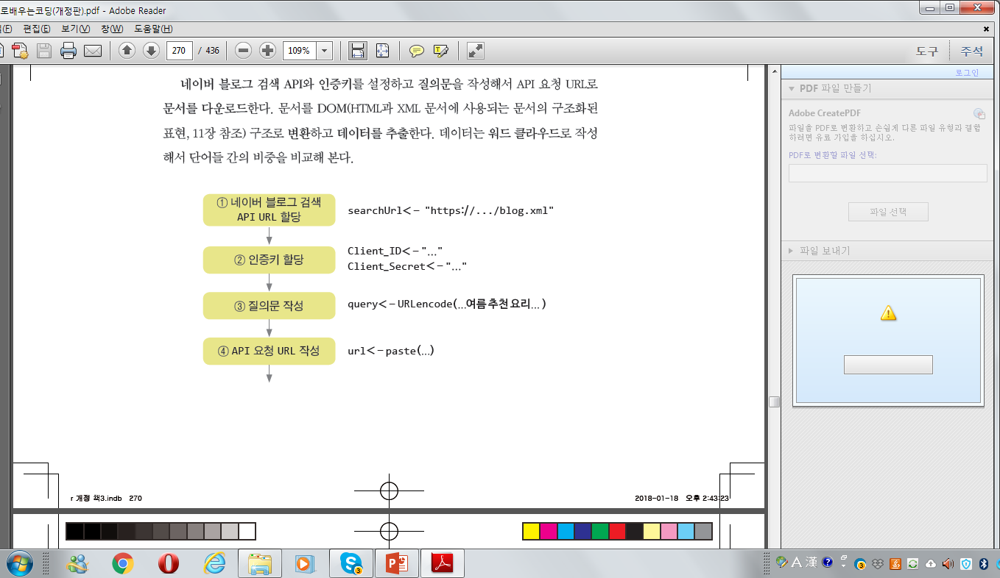 로배우는코딩(개정판).pdf - Adobe Reader
편집(E) 보기(V) 창(W) 도움말(H)
270 / 436 109% 도구 주석
로그인
네이버 블로그 검색 API와 인증키를 설정하고 질의문을 작성해서 API 요청 URL로
문서를 다운로드한다. 문서를 DOM(HTML과 XML 문서에 사용되는 문서의 구조화된
표현, 11장 참조) 구조로 변환하고 데이터를 추출한다. 데이터는 워드 클라우드로 작성
해서 단어들 간의 비중을 비교해 본다.
① 네이버 블로그 검색
API URL 할당
searchUrl<- "https://.../blog.xml"
② 인증키 할당
Client_ID<-"..."
Client_Secret<-"..."
③ 질의문 작성
query<-URLencode(...여름 추천 요리... )
④ API 요청 URL 작성
url<-paste(...)
r 개정 책3.indb 270
2018-01-18 오후 2:43:23
PDF 파일 만들기
Adobe CreatePDF
파일을 PDF로 변환하고 손쉽게 다른 파일 유형과 결합
하려면 유료 가입을 하십시오.
PDF로 변환할 파일 선택:
파일 선택
파일 보내기
A 漢